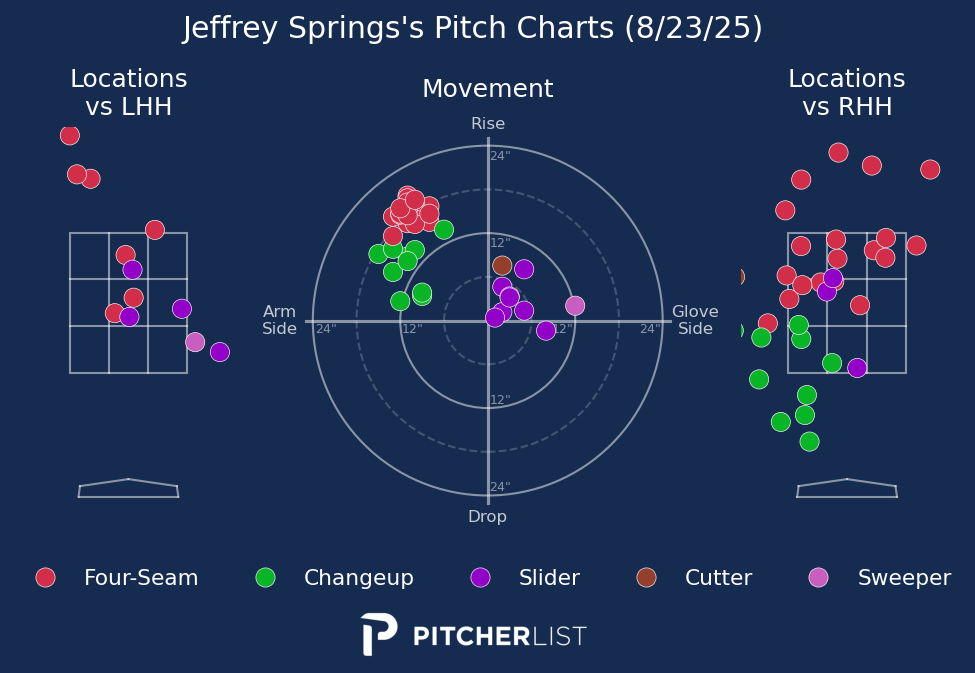 Jeffrey Springs's Pitch Charts (8/23/25)
Locations
vs LHH
Movement
Locations
vs RHH
Rise
24"
12"
Arm
Side
24"
12"
12"
24"
Glove
Side
12"
24"
Drop
Four-Seam
Changeup
Slider
Cutter
Sweeper
PITCHERLIST